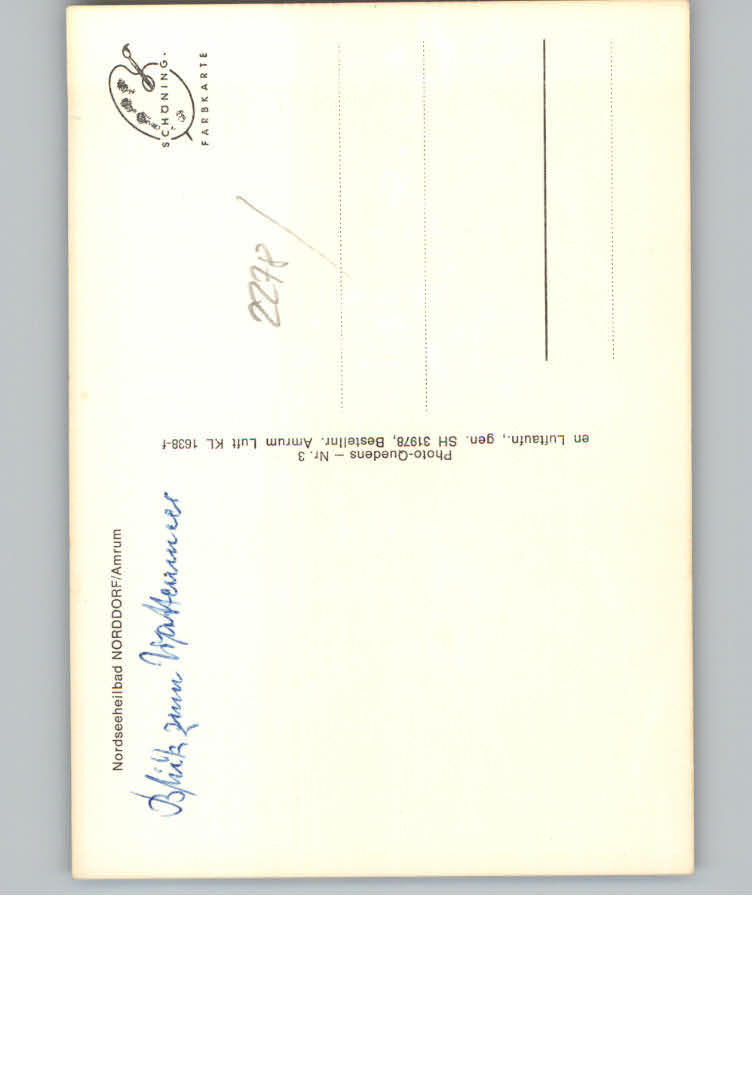 Nordseeheilbad NORDDORF/Amrum
Blick zum Wattenmeer
Photo-Quedens – Nr. 3
en Luftaufn., gen. SH 31978, Bestellnr. Amrum Luft KL 1638-f
SCHÖNING·
FARBKARTE
2278/